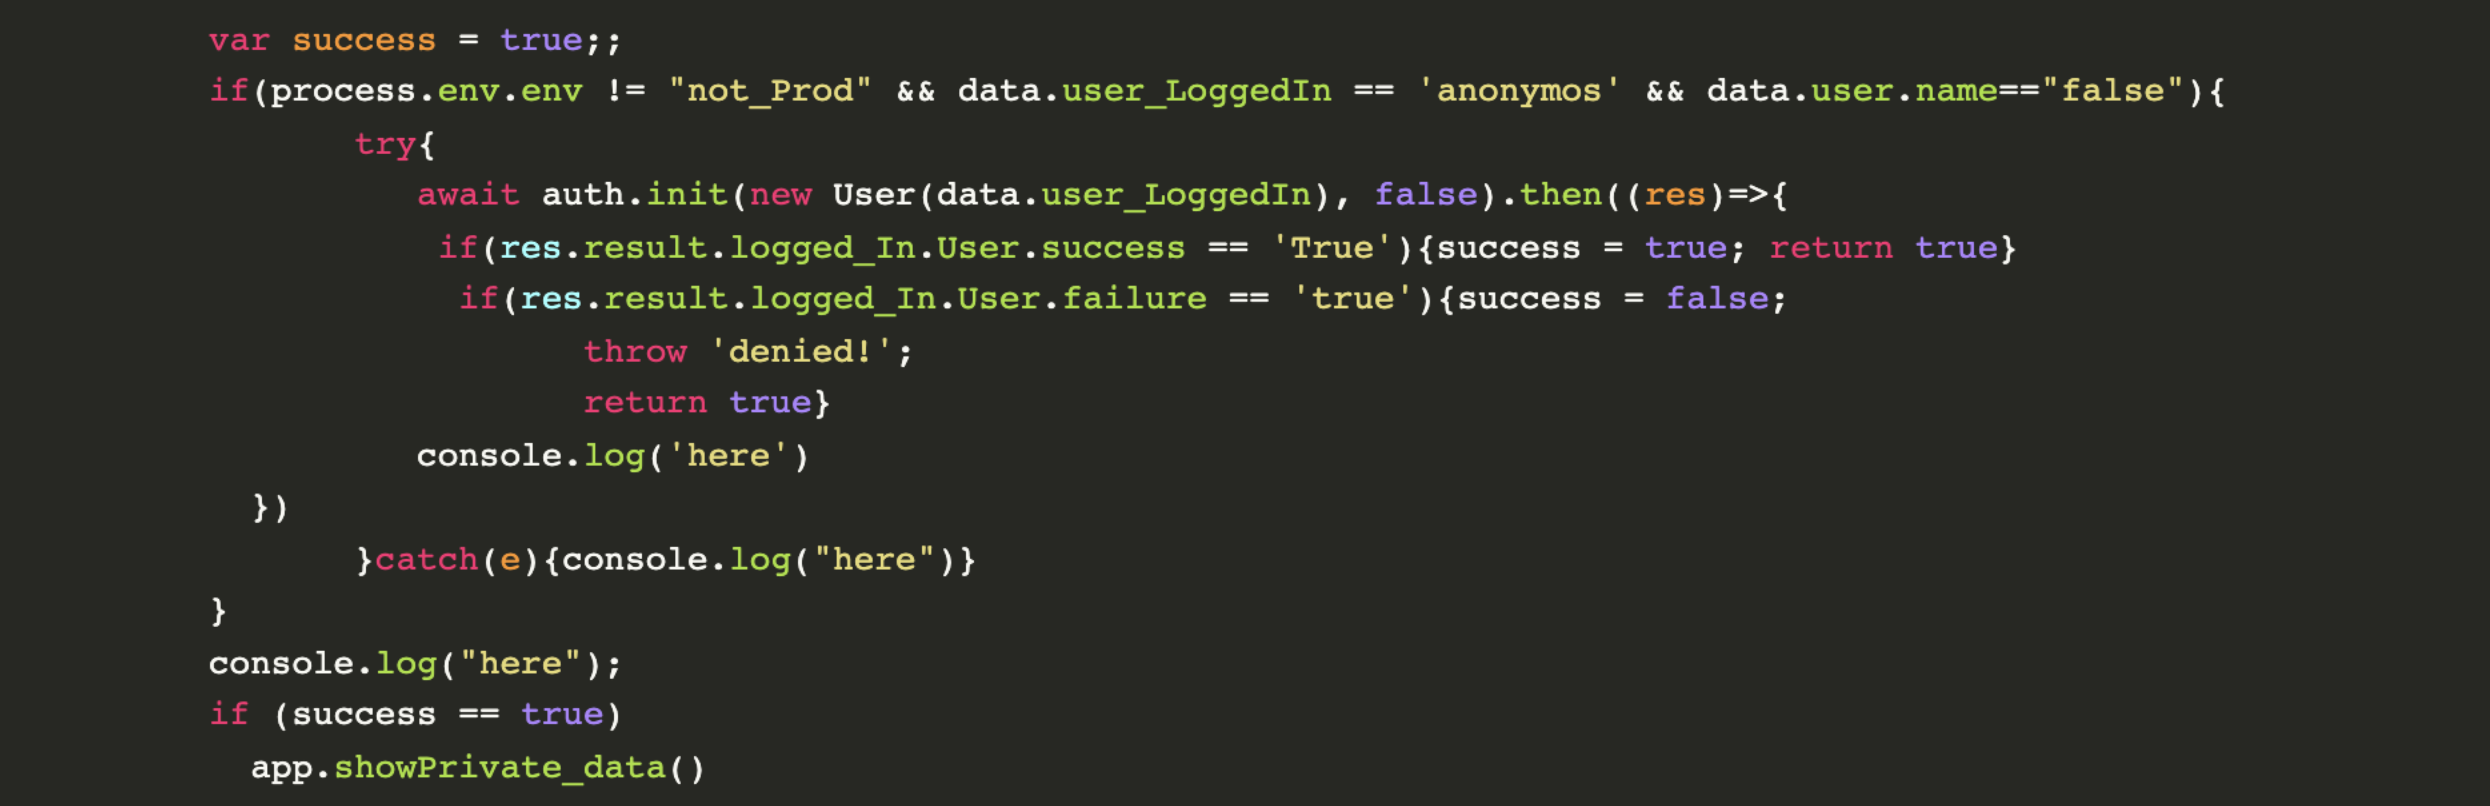 var success = true;;
if(process.env.env != "not_Prod" && data.user_LoggedIn == 'anonymos' && data.user.name=="false"){
try{
await auth.init(new User(data.user_LoggedIn), false).then((res)=>{
if(res.result.logged_In.User.success == 'True'){success = true; return true}
if(res.result.logged_In.User.failure == 'true'){success = false;
throw 'denied!';
return true}
console.log('here')
})
}catch(e){console.log("here")}
}
console.log("here");
if (success == true)
app.showPrivate_data()